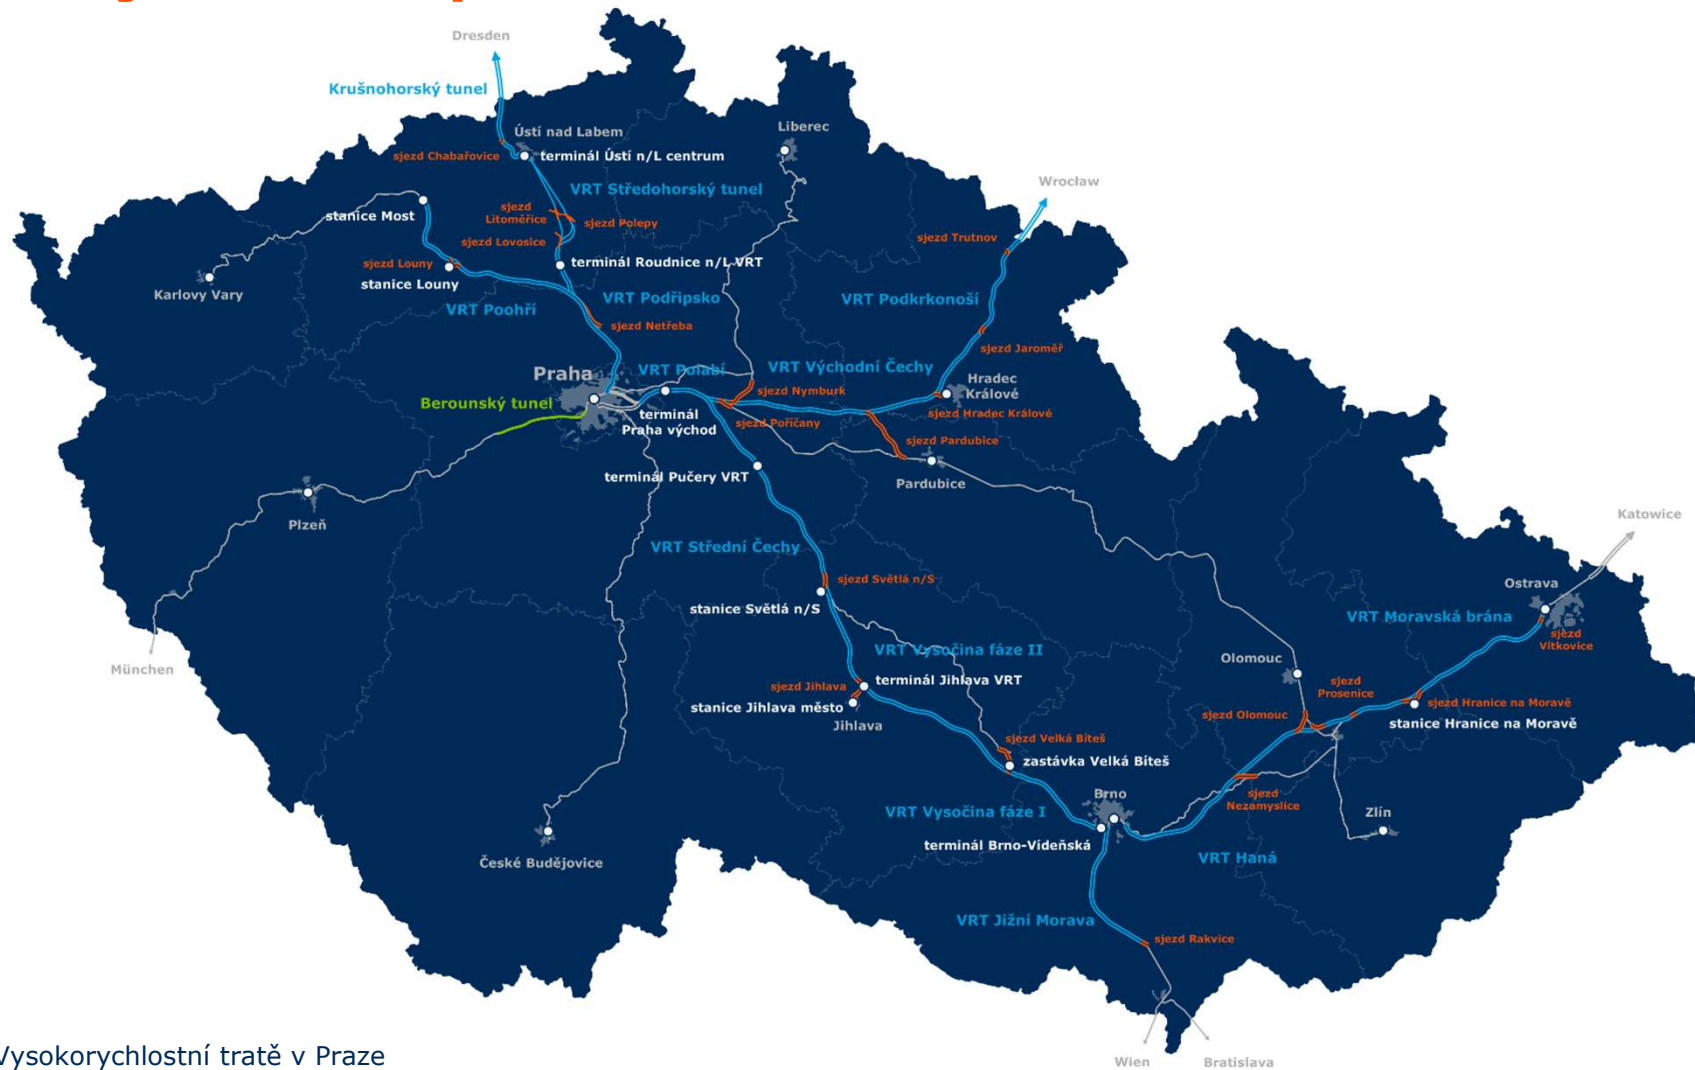 Dresden
Krušnohorský tunel
Ústí nad Labem
Liberec
sjezd Chabařovice
terminál Ústí n/L centrum
VRT Středohorský tunel
Wrocław
stanice Most
sjezd
Litoměřice
sjezd Polepy
sjezd Lovosice
sjezd Trutnov
sjezd Louny
terminál Roudnice n/L VRT
stanice Louny
Karlovy Vary
VRT Podřipsko
VRT Podkrkonoší
VRT Poohří
sjezd Netřeba
sjezd Jaroměř
Praha
VRT Polabí
VRT Východní Čechy
Hradec
Králové
sjezd Nymburk
Berounský tunel
terminál
Praha východ
sjezd Hradec Králové
sjezd Poříčany
sjezd Pardubice
terminál Pučery VRT
Pardubice
Plzeň
Katowice
VRT Střední Čechy
sjezd Světlá n/S
Ostrava
stanice Světlá n/S
VRT Moravská brána
sjezd
Vítkovice
VRT Vysočina fáze II
Olomouc
München
terminál Jihlava VRT
sjezd Jihlava
sjezd
Prosenice
stanice Jihlava město
sjezd Hranice na Moravě
sjezd Olomouc
stanice Hranice na Moravě
Jihlava
sjezd Velká Bíteš
zastávka Velká Bíteš
Brno
sjezd
Nezamyslice
VRT Vysočina fáze I
Zlín
terminál Brno-Vídeňská
České Budějovice
VRT Haná
VRT Jižní Morava
sjezd Rakvice
Vysokorychlostní tratě v Praze
Wien
Bratislava